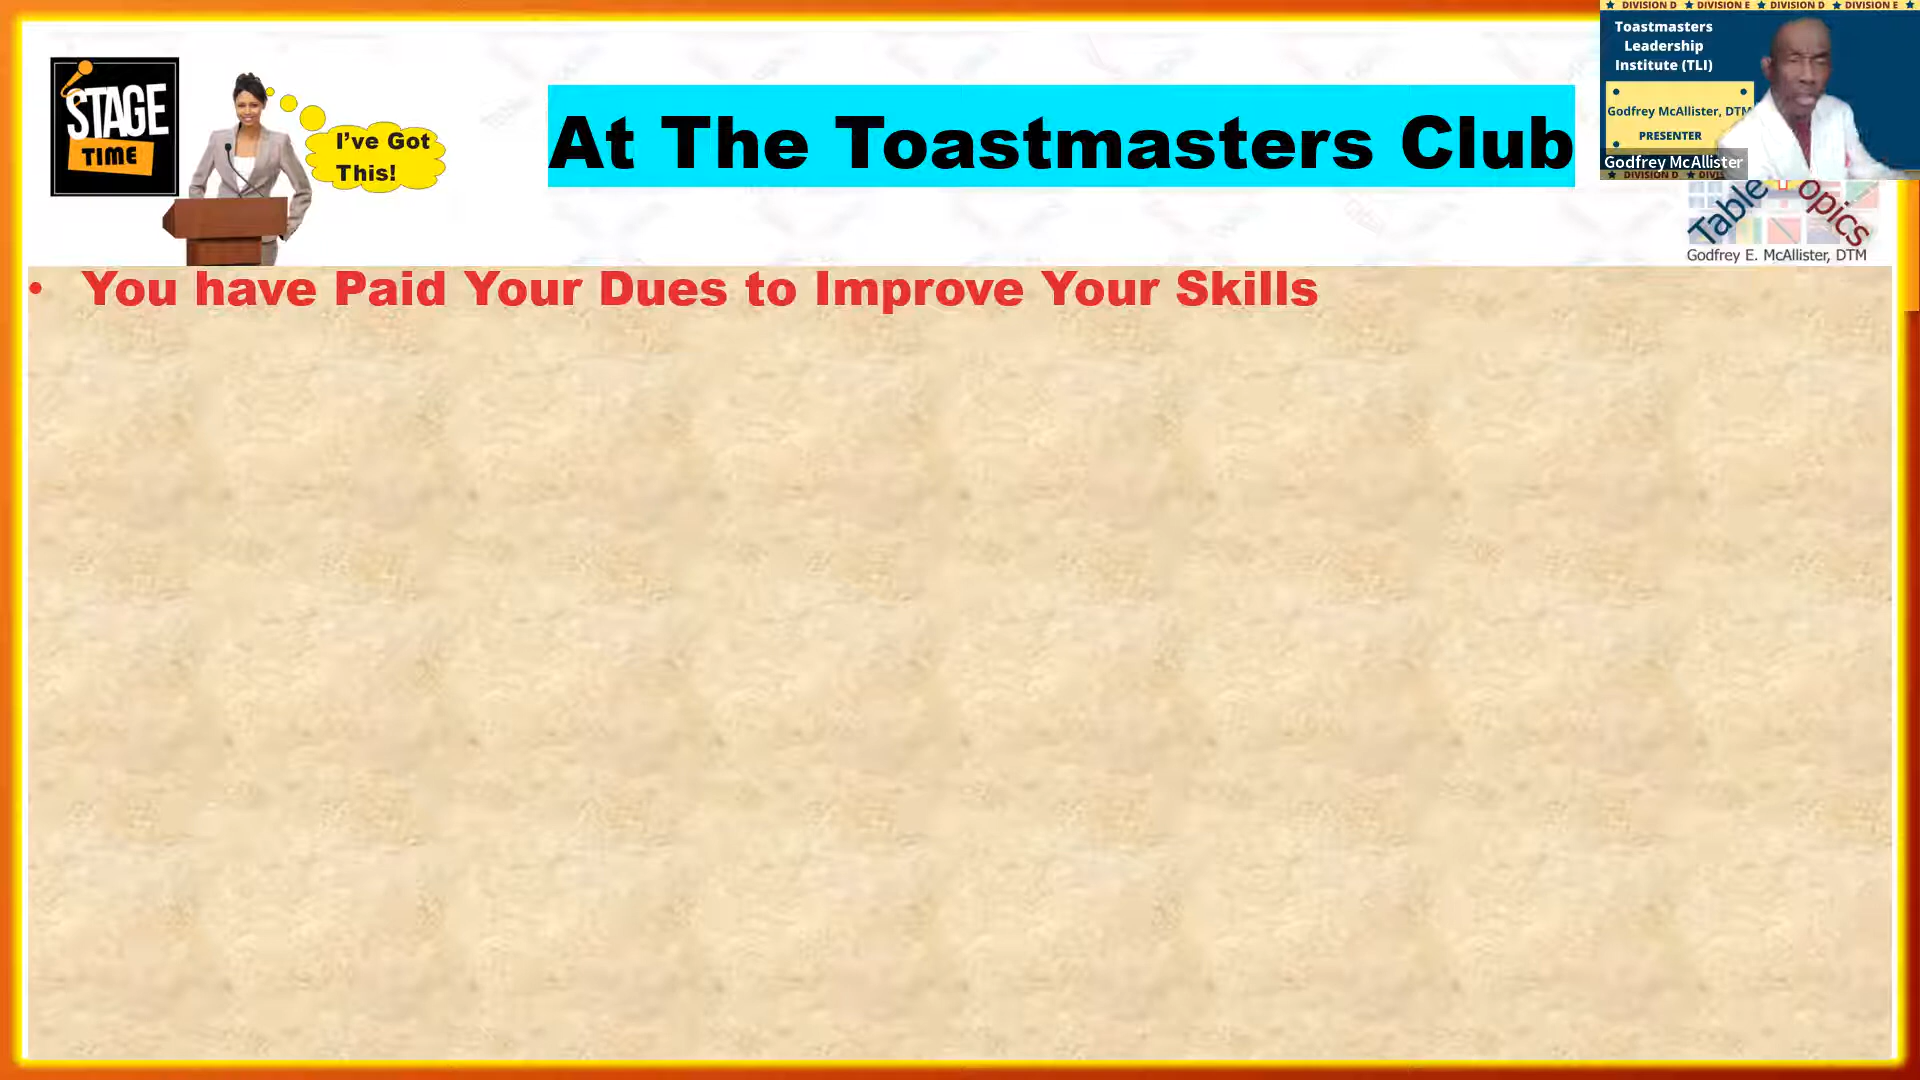 ★ DIVISION D ★ DIVISION E ★ DIVISION D ★ DIVISION E ★
Toastmasters
Leadership
Institute (TLI)
Godfrey McAllister, DTM
PRESENTER
Godfrey McAllister
★ DIVISION D ★
STAGE
TIME
I've Got
This!
At The Toastmasters Club
Table Topics
Godfrey E. McAllister, DTM
• You have Paid Your Dues to Improve Your Skills